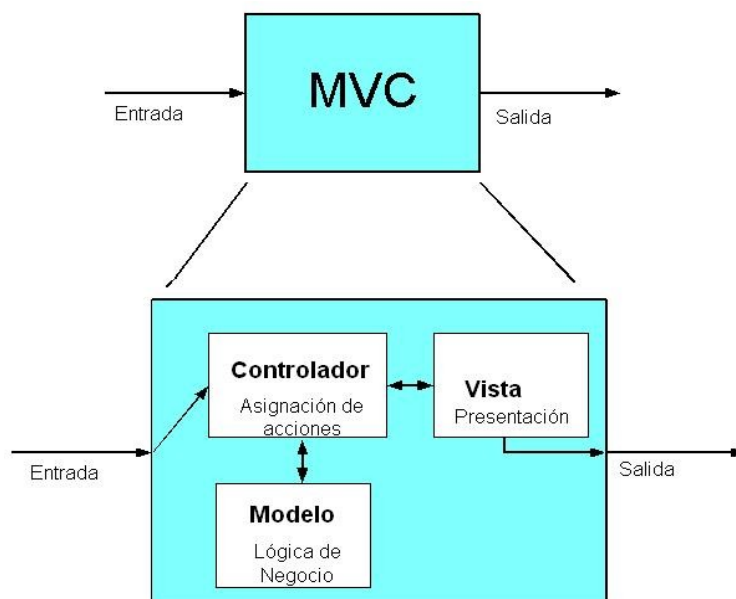 MVC
Entrada
Salida
Controlador
Asignación de
acciones
Vista
Presentación
Entrada
Salida
Modelo
Lógica de
Negocio